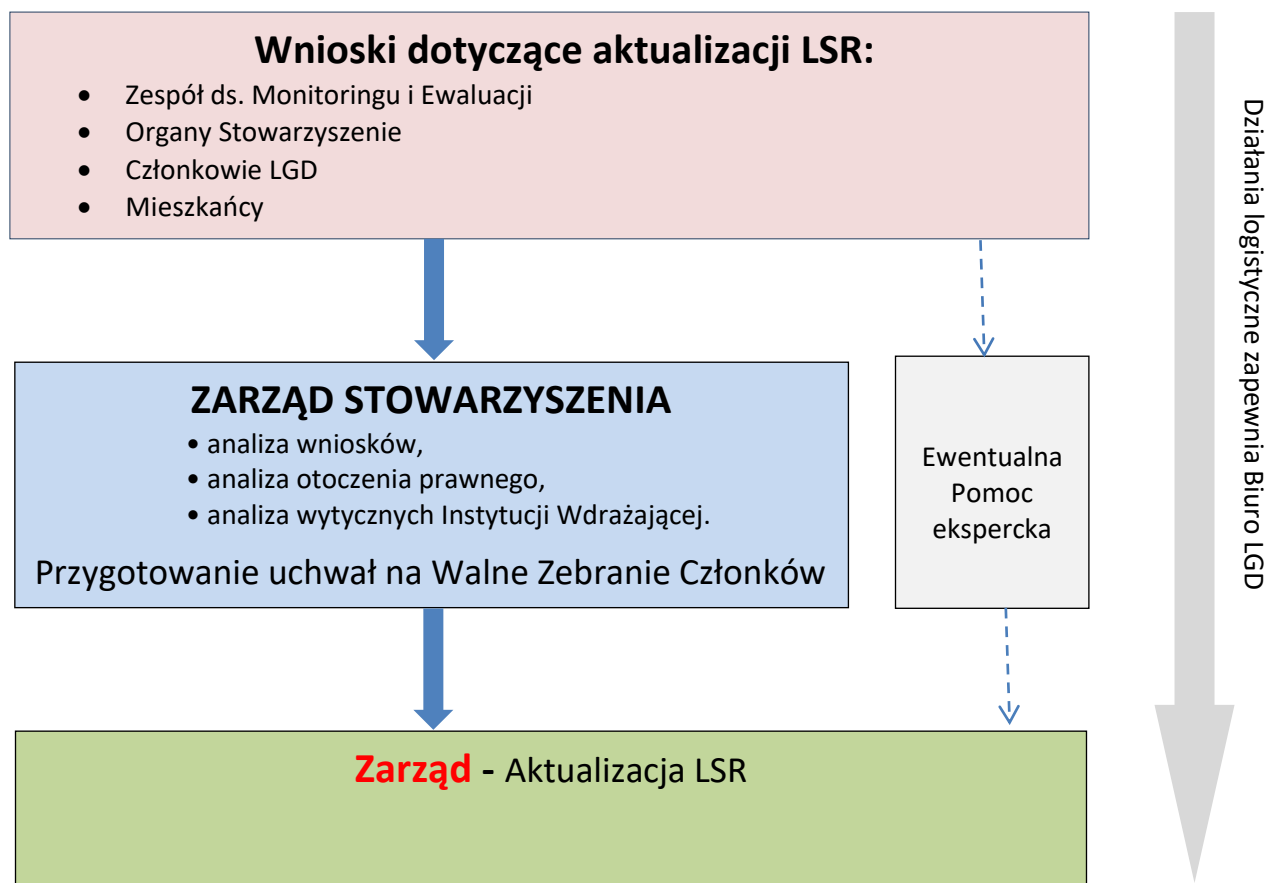 Wnioski dotyczące aktualizacji LSR:
• Zespół ds. Monitoringu i Ewaluacji
• Organy Stowarzyszenie
• Członkowie LGD
• Mieszkańcy
ZARZĄD STOWARZYSZENIA
• analiza wniosków,
• analiza otoczenia prawnego,
• analiza wytycznych Instytucji Wdrażającej.
Przygotowanie uchwał na Walne Zebranie Członków
Ewentualna
Pomoc
ekspercka
Zarząd - Aktualizacja LSR
Działania logistyczne zapewnia Biuro LGD